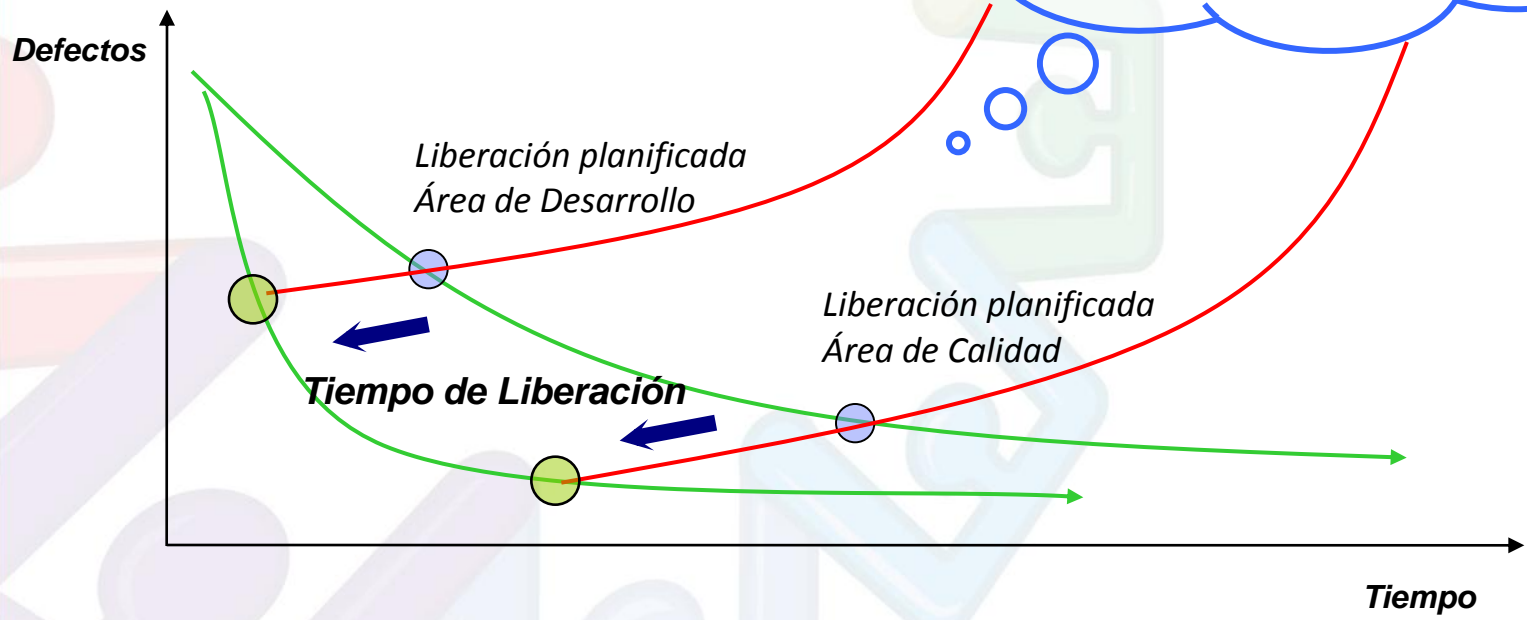 Defectos
Liberación planificada
Área de Desarrollo
Liberación planificada
Área de Calidad
Tiempo de Liberación
Tiempo